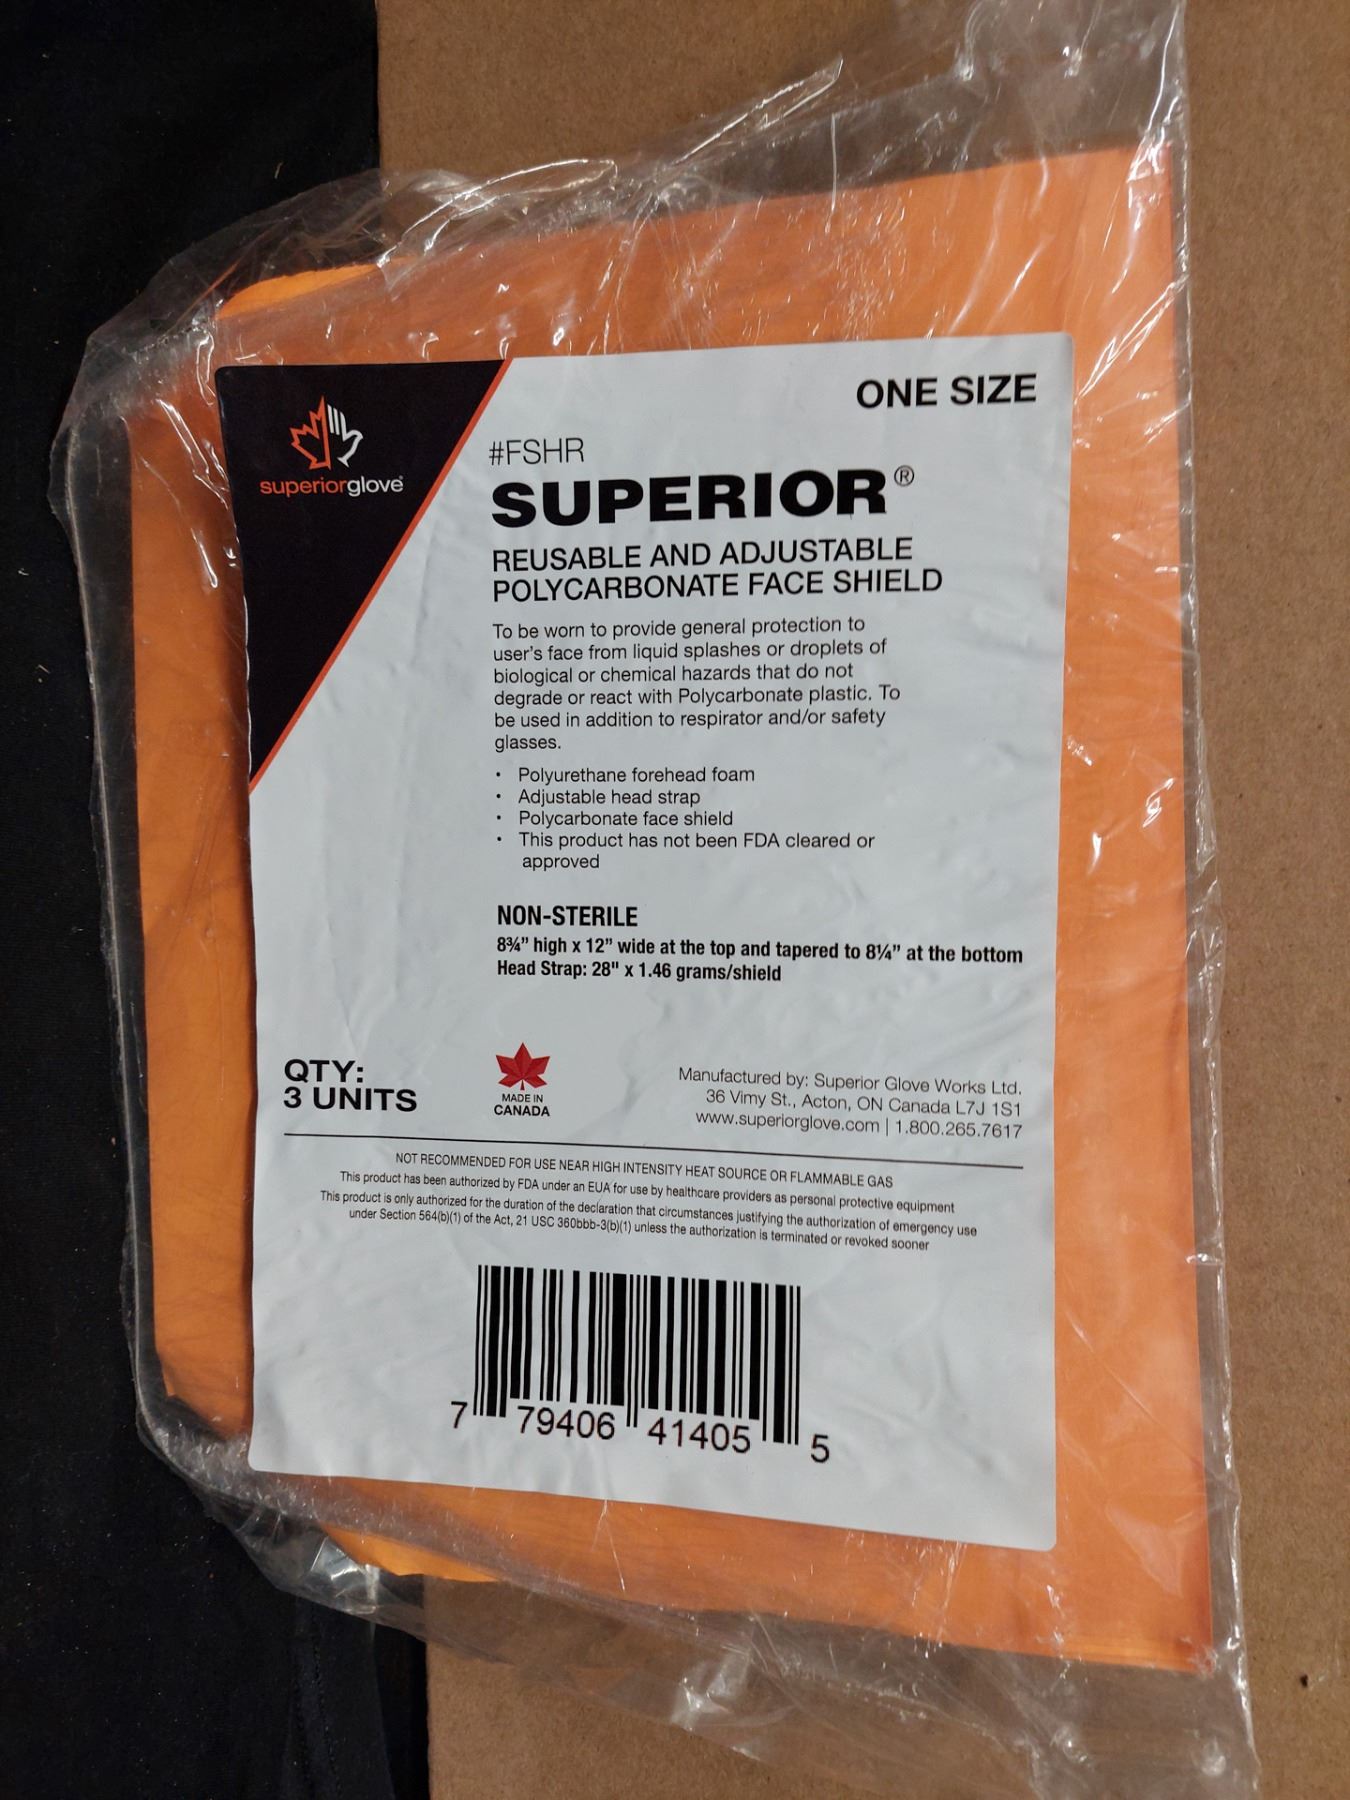 ONE SIZE
superiorglove®
#FSHR
SUPERIOR®
REUSABLE AND ADJUSTABLE
POLYCARBONATE FACE SHIELD
To be worn to provide general protection to
user's face from liquid splashes or droplets of
biological or chemical hazards that do not
degrade or react with Polycarbonate plastic. To
be used in addition to respirator and/or safety
glasses.
• Polyurethane forehead foam
• Adjustable head strap
• Polycarbonate face shield
• This product has not been FDA cleared or
approved
NON-STERILE
8¾” high x 12” wide at the top and tapered to 8¼” at the bottom
Head Strap: 28" x 1.46 grams/shield
QTY:
3 UNITS
MADE IN
CANADA
Manufactured by: Superior Glove Works Ltd.
36 Vimy St., Acton, ON Canada L7J 1S1
www.superiorglove.com | 1.800.265.7617
NOT RECOMMENDED FOR USE NEAR HIGH INTENSITY HEAT SOURCE OR FLAMMABLE GAS
This product has been authorized by FDA under an EUA for use by healthcare providers as personal protective equipment
This product is only authorized for the duration of the declaration that circumstances justifying the authorization of emergency use
under Section 564(b)(1) of the Act, 21 USC 360bbb-3(b)(1) unless the authorization is terminated or revoked sooner
7 79406 41405 5